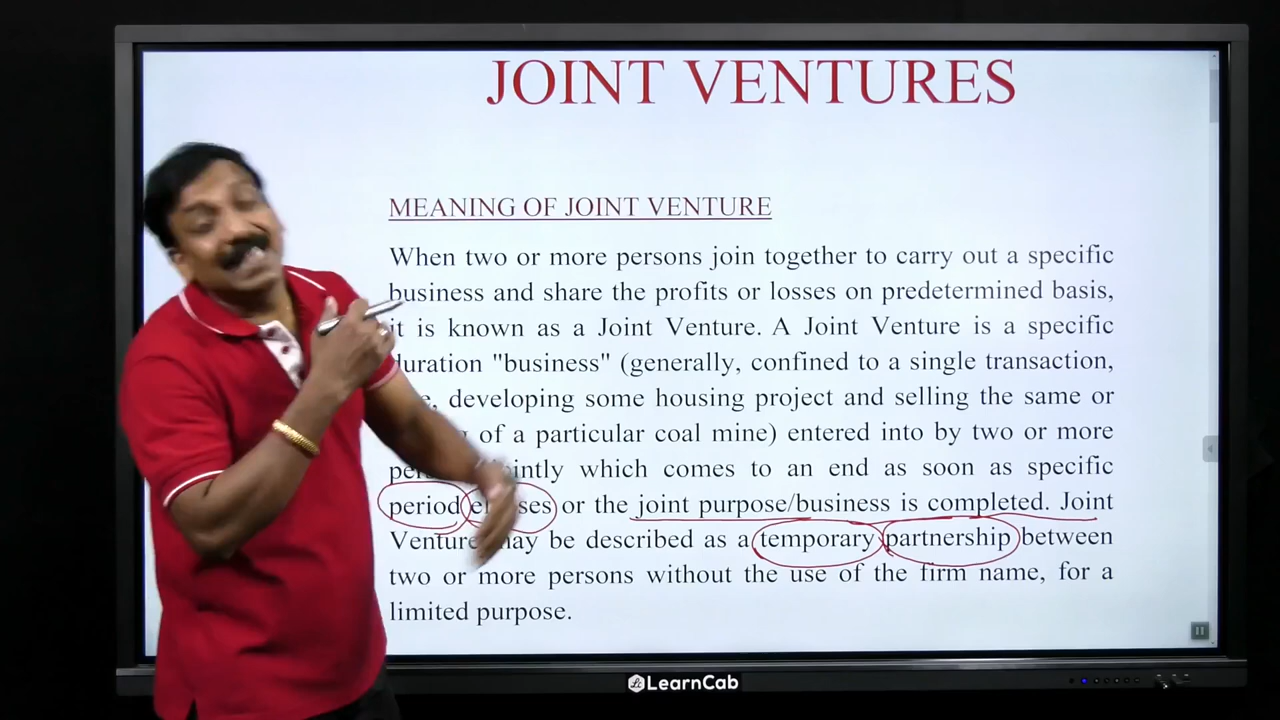 JOINT VENTURES
MEANING OF JOINT VENTURE
When two or more persons join together to carry out a specific
business and share the profits or losses on predetermined basis,
it is known as a Joint Venture. A Joint Venture is a specific
duration "business" (generally, confined to a single transaction,
developing some housing project and selling the same or
of a particular coal mine) entered into by two or more
which comes to an end as soon as specific
period or the joint purpose/business is completed. Joint
Venture may be described as a temporary partnership between
two or more persons without the use of the firm name, for a
limited purpose.
LearnCab